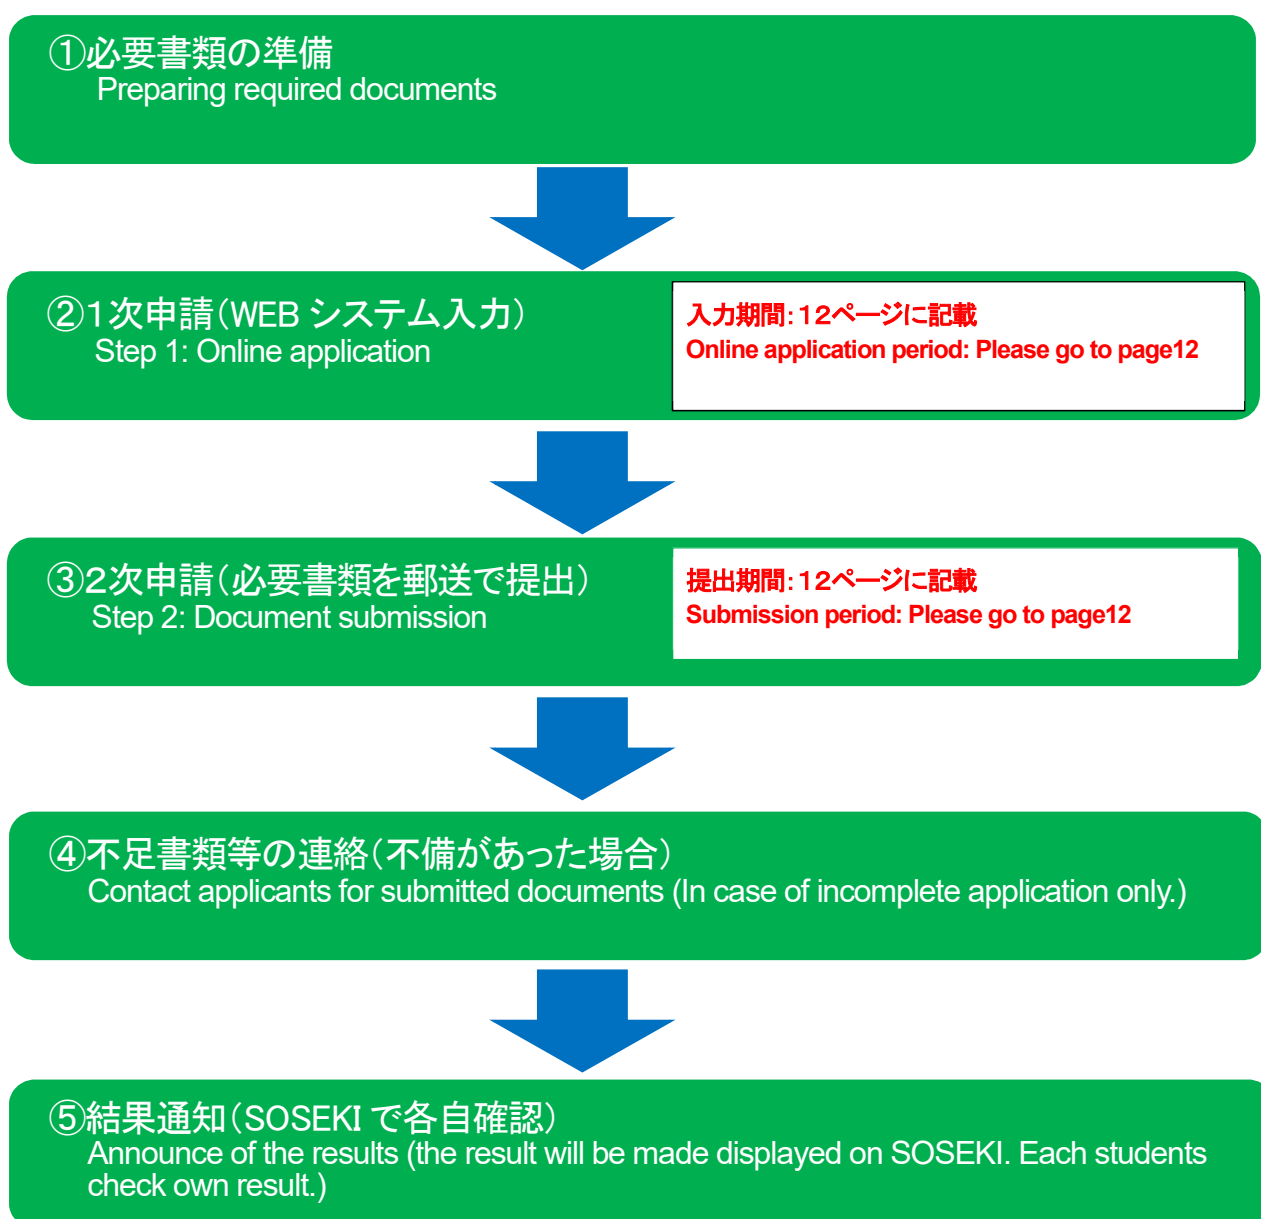 ①必要書類の準備
Preparing required documents
②1次申請(WEB システム入力)
Step 1: Online application
入力期間:12ページに記載
Online application period: Please go to page12
③2次申請(必要書類を郵送で提出)
Step 2: Document submission
提出期間:12ページに記載
Submission period: Please go to page12
④不足書類等の連絡(不備があった場合)
Contact applicants for submitted documents (In case of incomplete application only.)
⑤結果通知(SOSEKI で各自確認)
Announce of the results (the result will be made displayed on SOSEKI. Each students
check own result.)